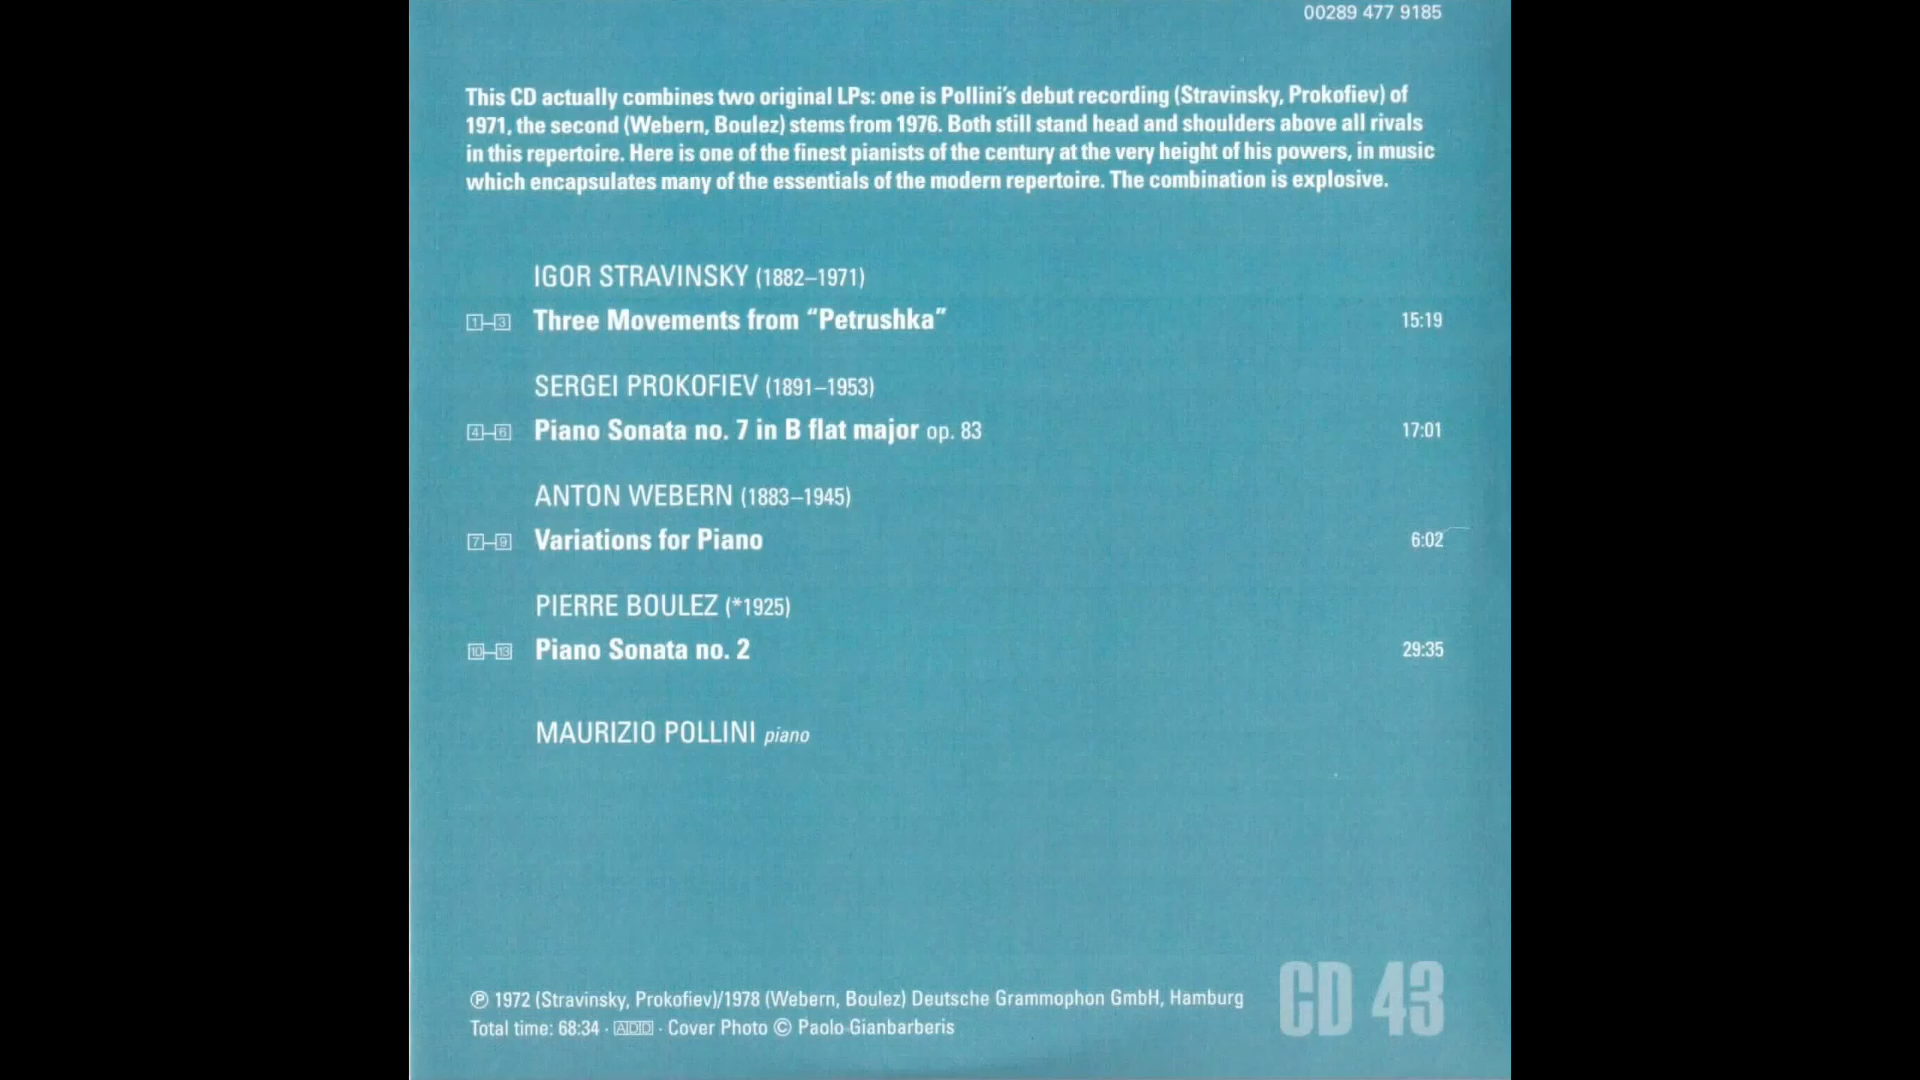 00289 477 9185
This CD actually combines two original LPs: one is Pollini's debut recording (Stravinsky, Prokofiev) of
1971, the second (Webern, Boulez) stems from 1976. Both still stand head and shoulders above all rivals
in this repertoire. Here is one of the finest pianists of the century at the very height of his powers, in music
which encapsulates many of the essentials of the modern repertoire. The combination is explosive.
IGOR STRAVINSKY (1882–1971)
1–3 Three Movements from “Petrushka” 15:19
SERGEI PROKOFIEV (1891–1953)
4–6 Piano Sonata no. 7 in B flat major op. 83 17:01
ANTON WEBERN (1883–1945)
7–9 Variations for Piano 6:02
PIERRE BOULEZ (*1925)
10–13 Piano Sonata no. 2 29:35
MAURIZIO POLLINI piano
CD 43
℗ 1972 (Stravinsky, Prokofiev)/1978 (Webern, Boulez) Deutsche Grammophon GmbH, Hamburg
Total time: 68:34 · ADD · Cover Photo © Paolo Gianbarberis